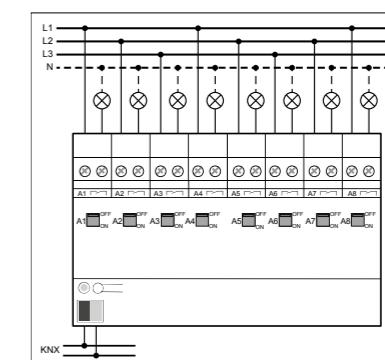 L1
L2
L3
N
A1 A2 A3 A4 A5 A6 A7 A8
A1 OFF ON A2 OFF ON A3 OFF ON A4 OFF ON A5 OFF ON A6 OFF ON A7 OFF ON A8 OFF ON
KNX